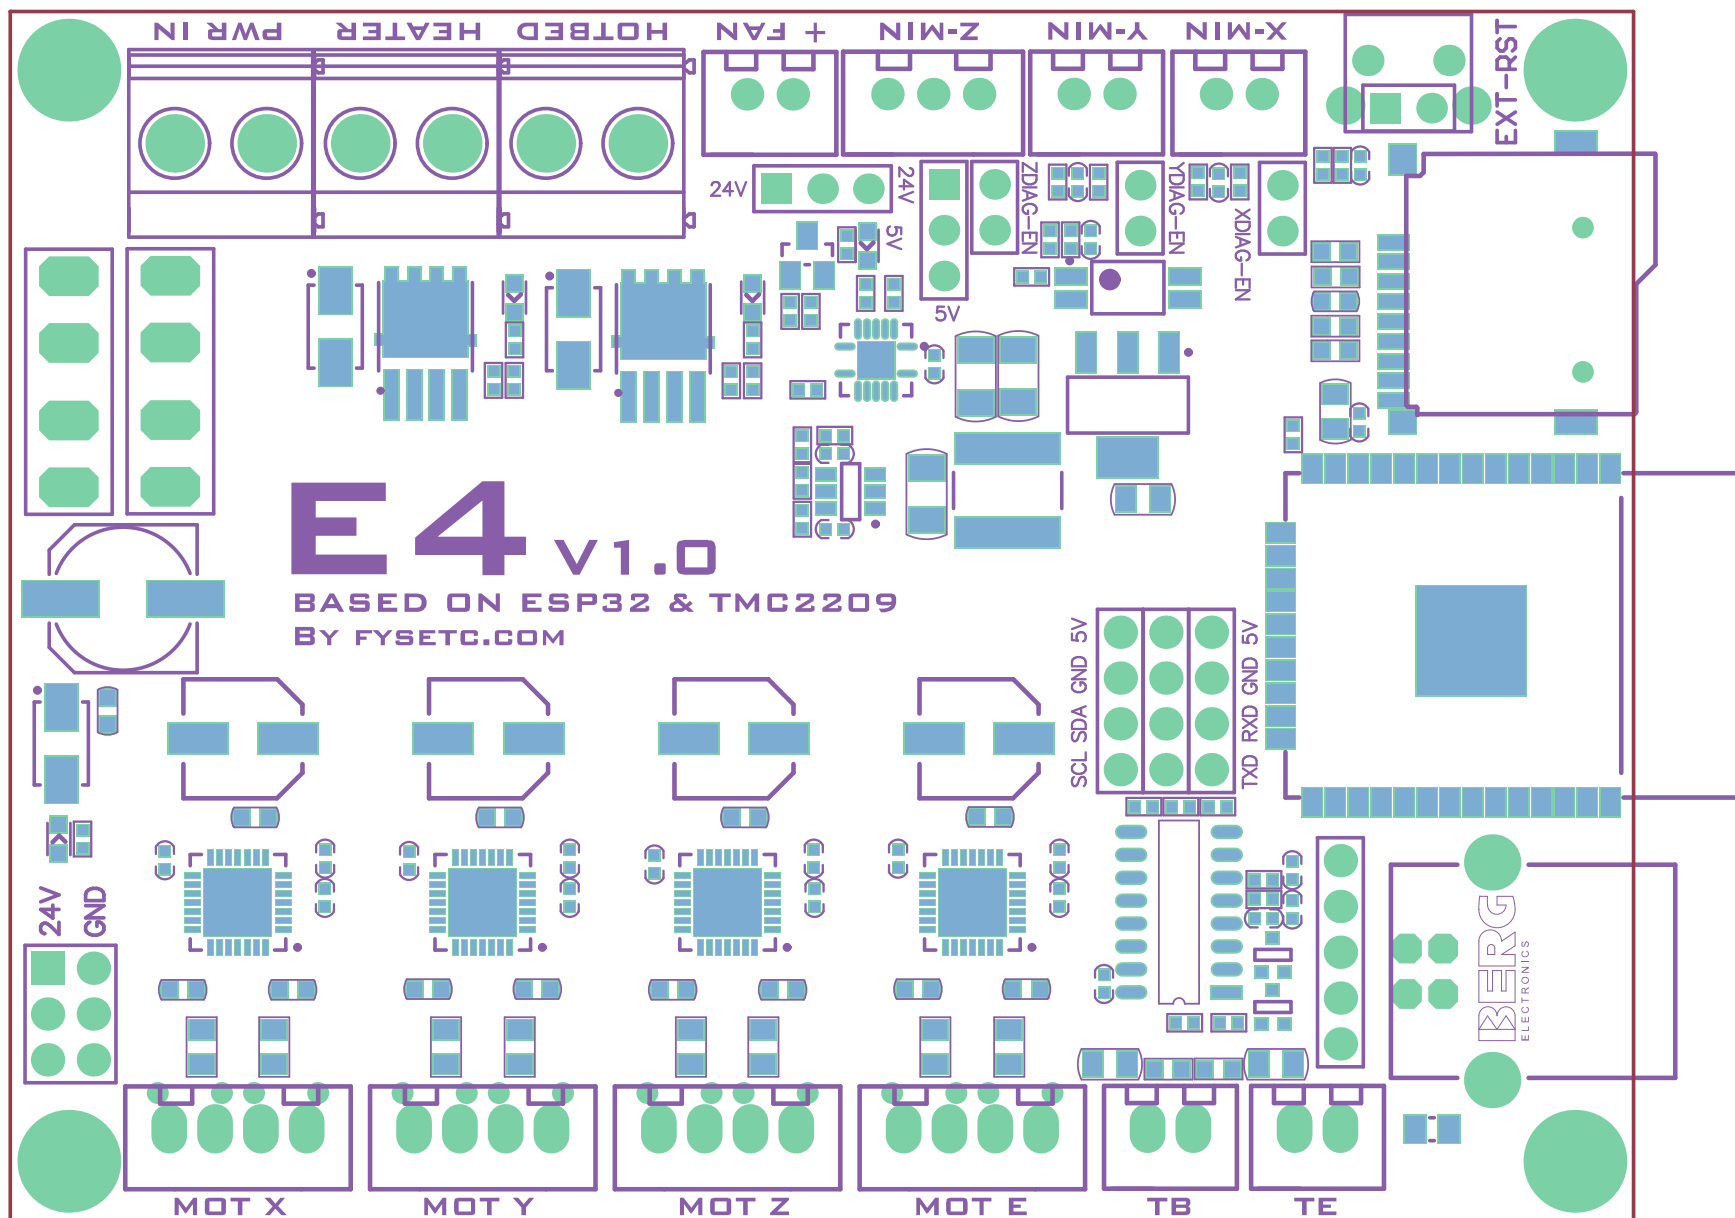 PWR IN
HEATER
HOTBED
+ FAN
Z-MIN
Y-MIN
X-MIN
EXT-RST
24V
24V
5V
5V
ZDIAG-EN
YDIAG-EN
XDIAG-EN
E4 V1.0
BASED ON ESP32 & TMC2209
BY FYSETC.COM
SCL SDA GND 5V
TXD RXD GND 5V
24V
GND
BERG
ELECTRONICS
MOT X
MOT Y
MOT Z
MOT E
TB
TE